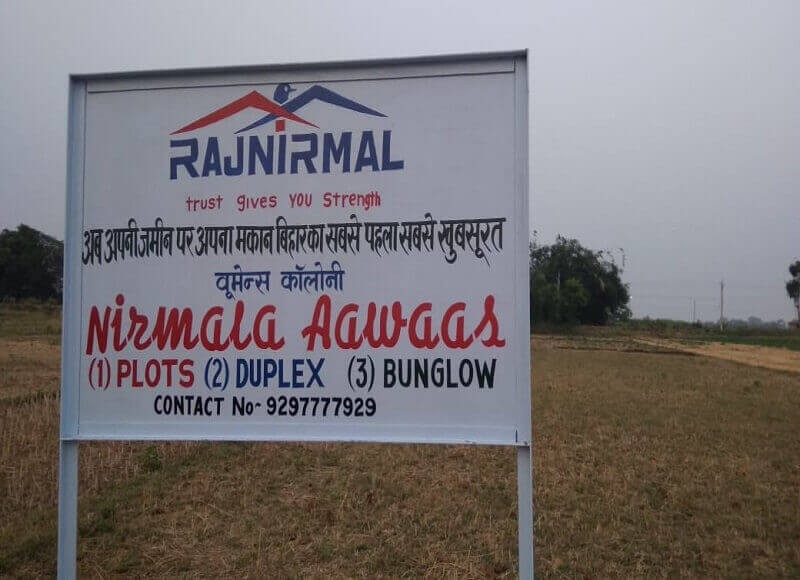 RAJNIRMAL
trust gives YOU Strength
अब अपनी जमीन पर अपना मकान बिहार का सबसे पहला सबसे खुबसूरत
वूमेन्स कॉलोनी
Nirmala Aawaas
(1) PLOTS (2) DUPLEX (3) BUNGLOW
CONTACT No- 9297777929